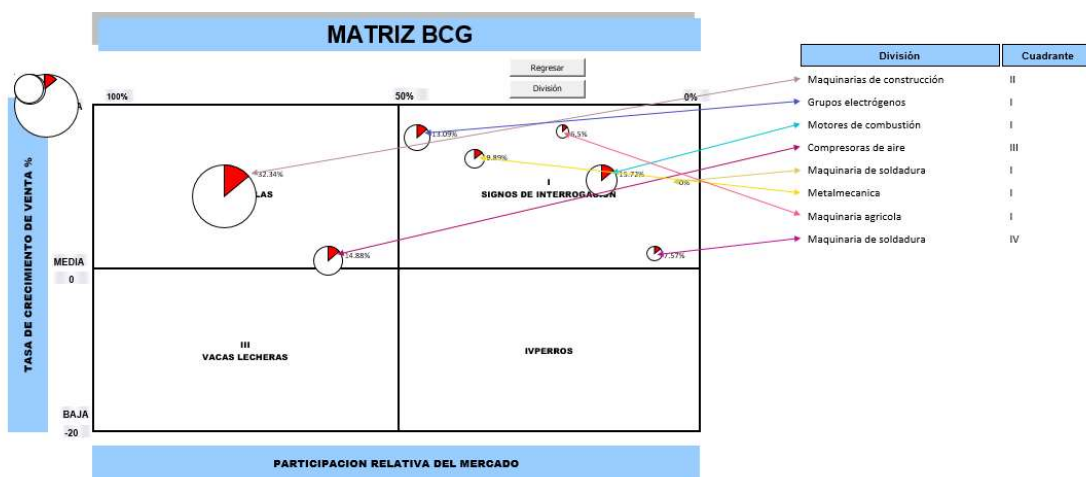 MATRIZ BCG
Regresar
División
División Cuadrante
Maquinarias de construcción II
Grupos electrógenos I
Motores de combustión I
Compresoras de aire III
Maquinaria de soldadura I
Metalmecanica I
Maquinaria agricola I
Maquinaria de soldadura IV
100% 50% 0%
13.09%
9.89%
15.72%
32.34%
0%
14.88%
7.57%
LAS
I
SIGNOS DE INTERROGACIÓN
MEDIA
0
III
VACAS LECHERAS
IVPERROS
BAJA
-20
TASA DE CRECIMIENTO DE VENTA %
PARTICIPACION RELATIVA DEL MERCADO